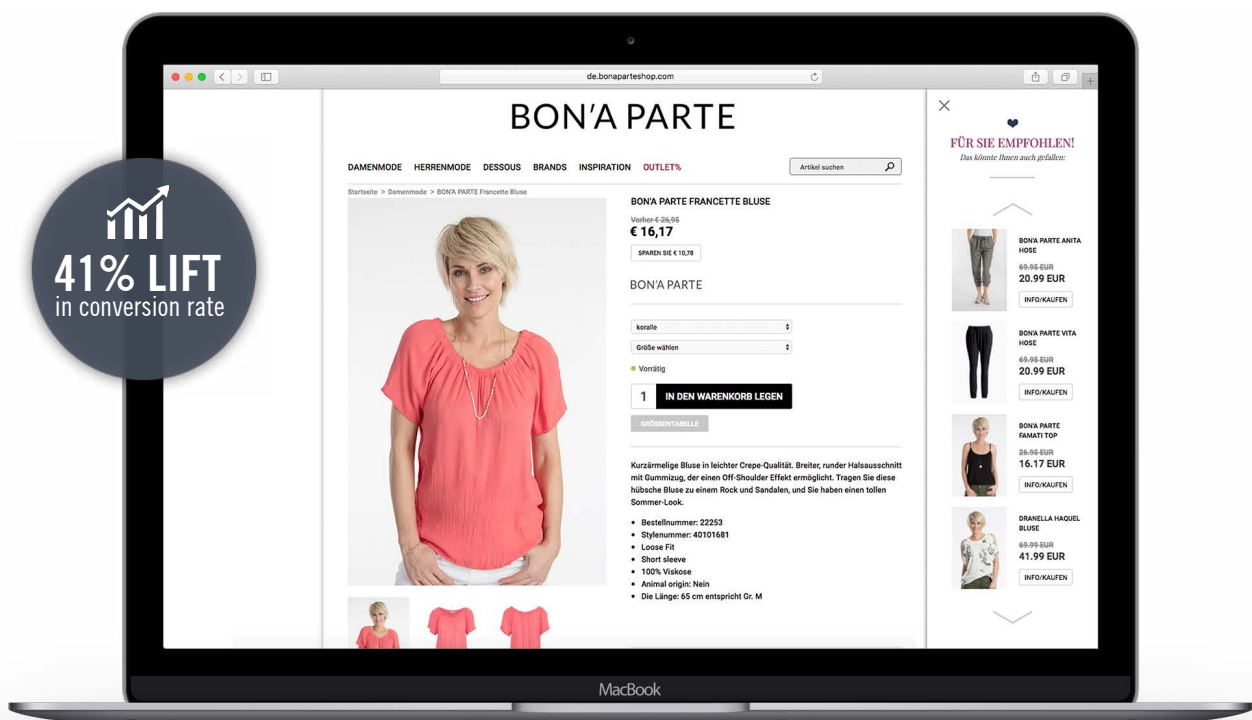 de.bonaparteshop.com
BON'A PARTE
DAMENMODE HERRENMODE DESSOUS BRANDS INSPIRATION OUTLET%
Artikel suchen
Startseite > Damenmode > BON'A PARTE Francette Bluse
BON'A PARTE FRANCETTE BLUSE
Vorher € 26,95
€ 16,17
SPAREN SIE € 10,78
BON'A PARTE
koralle
Größe wählen
Vorrätig
1 IN DEN WARENKORB LEGEN
GRÖSSENTABELLE
Kurzärmelige Bluse in leichter Crepe-Qualität. Breiter, runder Halsausschnitt
mit Gummizug, der einen Off-Shoulder Effekt ermöglicht. Tragen Sie diese
hübsche Bluse zu einem Rock und Sandalen, und Sie haben einen tollen
Sommer-Look.
• Bestellnummer: 22253
• Stylenummer: 40101681
• Loose Fit
• Short sleeve
• 100% Viskose
• Animal origin: Nein
• Die Länge: 65 cm entspricht Gr. M
FÜR SIE EMPFOHLEN!
Das könnte Ihnen auch gefallen:
BON'A PARTE ANITA
HOSE
69.95 EUR
20.99 EUR
INFO/KAUFEN
BON'A PARTE VITA
HOSE
69.95 EUR
20.99 EUR
INFO/KAUFEN
BON'A PARTE
FAMATI TOP
26.95 EUR
16.17 EUR
INFO/KAUFEN
DRANELLA HAQUEL
BLUSE
69.99 EUR
41.99 EUR
INFO/KAUFEN
41% LIFT
in conversion rate
MacBook